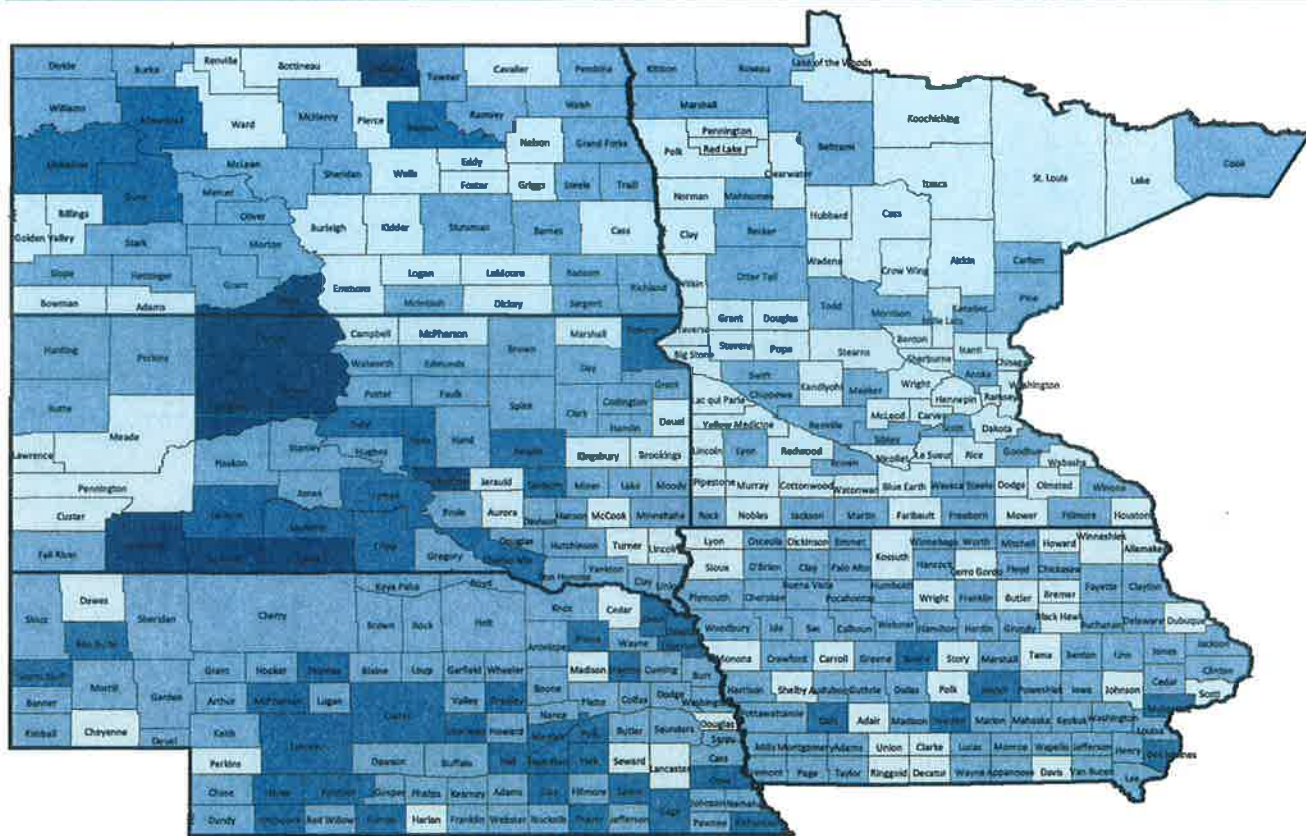 Divide Burke Renville Bottineau Towner Cavalier Pembina Kittson Roseau Lake of the Woods
Williams Ward McHenry Pierce Ramsey Walsh Marshall Koochiching
Nelson Grand Forks Polk Pennington Red Lake Beltrami Clearwater Cook
McLean Sheridan Wells Eddy Foster Griggs Steele Traill Norman Mahnomen Itasca St. Louis Lake
Mercer Oliver Billings Golden Valley Burleigh Kidder Stutsman Barnes Cass Clay Becker Hubbard Cass
Stark Morton Wadena Crow Wing Aitkin Carlton
Slope Hettinger Grant Emmons Logan LaMoure Ransom Richland Wilkin Otter Tail Todd Morrison Pine
Bowman Adams McIntosh Dickey Sargent Grant Douglas Kanabec
Harding Perkins Campbell McPherson Brown Marshall Traverse Stevens Pope Stearns Benton Isanti
Walworth Edmunds Day Big Stone Sherburne Chisago
Butte Potter Faulk Spink Clark Codington Grant Swift Chippewa Kandiyohi Meeker Wright Anoka Washington
Meade Hand Hamlin Deuel Lac qui Parle Hennepin Ramsey
Lawrence Haakon Stanley Hughes Kingsbury Brookings Yellow Medicine Renville McLeod Carver Scott Dakota
Pennington Jones Jerauld Miner Lake Moody Lincoln Lyon Redwood Brown Nicollet Sibley Le Sueur Rice Goodhue Wabasha
Custer Brule Aurora Davison Hanson McCook Minnehaha Pipestone Murray Cottonwood Watonwan Blue Earth Waseca Steele Dodge Olmsted Winona
Fall River Gregory Douglas Hutchinson Turner Lincoln Rock Nobles Jackson Martin Faribault Freeborn Mower Fillmore Houston
Yankton Clay Union
Lyon Osceola Dickinson Emmet Kossuth Winnebago Worth Mitchell Howard Winneshiek Allamakee
Sioux O'Brien Clay Palo Alto Hancock Cerro Gordo Floyd Chickasaw
Sioux Dawes Sheridan Cherry Keya Paha Boyd Knox Cedar Plymouth Cherokee Buena Vista Pocahontas Humboldt Wright Franklin Butler Bremer Fayette Clayton
Box Butte Brown Rock Holt Antelope Wayne Woodbury Ida Sac Calhoun Webster Hamilton Hardin Grundy Black Hawk Buchanan Delaware Dubuque
Scotts Bluff Grant Hooker Thomas Blaine Loup Garfield Wheeler Madison Cuming Burt Monona Crawford Carroll Greene Boone Story Marshall Tama Benton Linn Jones Jackson
Banner Morrill Garden Arthur McPherson Logan Custer Valley Greeley Boone Platte Colfax Dodge Washington Harrison Shelby Audubon Guthrie Dallas Polk Jasper Poweshiek Iowa Johnson Cedar Clinton Scott
Kimball Cheyenne Deuel Keith Howard Nance Butler Saunders Douglas Sarpy Pottawattamie Adair Madison Marion Mahaska Keokuk Washington Louisa
Perkins Lincoln Dawson Buffalo Hall York Seward Lancaster Cass Mills Montgomery Adams Union Clarke Lucas Monroe Wapello Jefferson Henry Des Moines
Chase Hayes Frontier Gosper Phelps Kearney Adams Clay Fillmore Saline Gage Johnson Nemaha Fremont Page Taylor Ringgold Decatur Wayne Appanoose Davis Van Buren Lee
Dundy Red Willow Furnas Harlan Franklin Webster Nuckolls Thayer Jefferson Pawnee Richardson